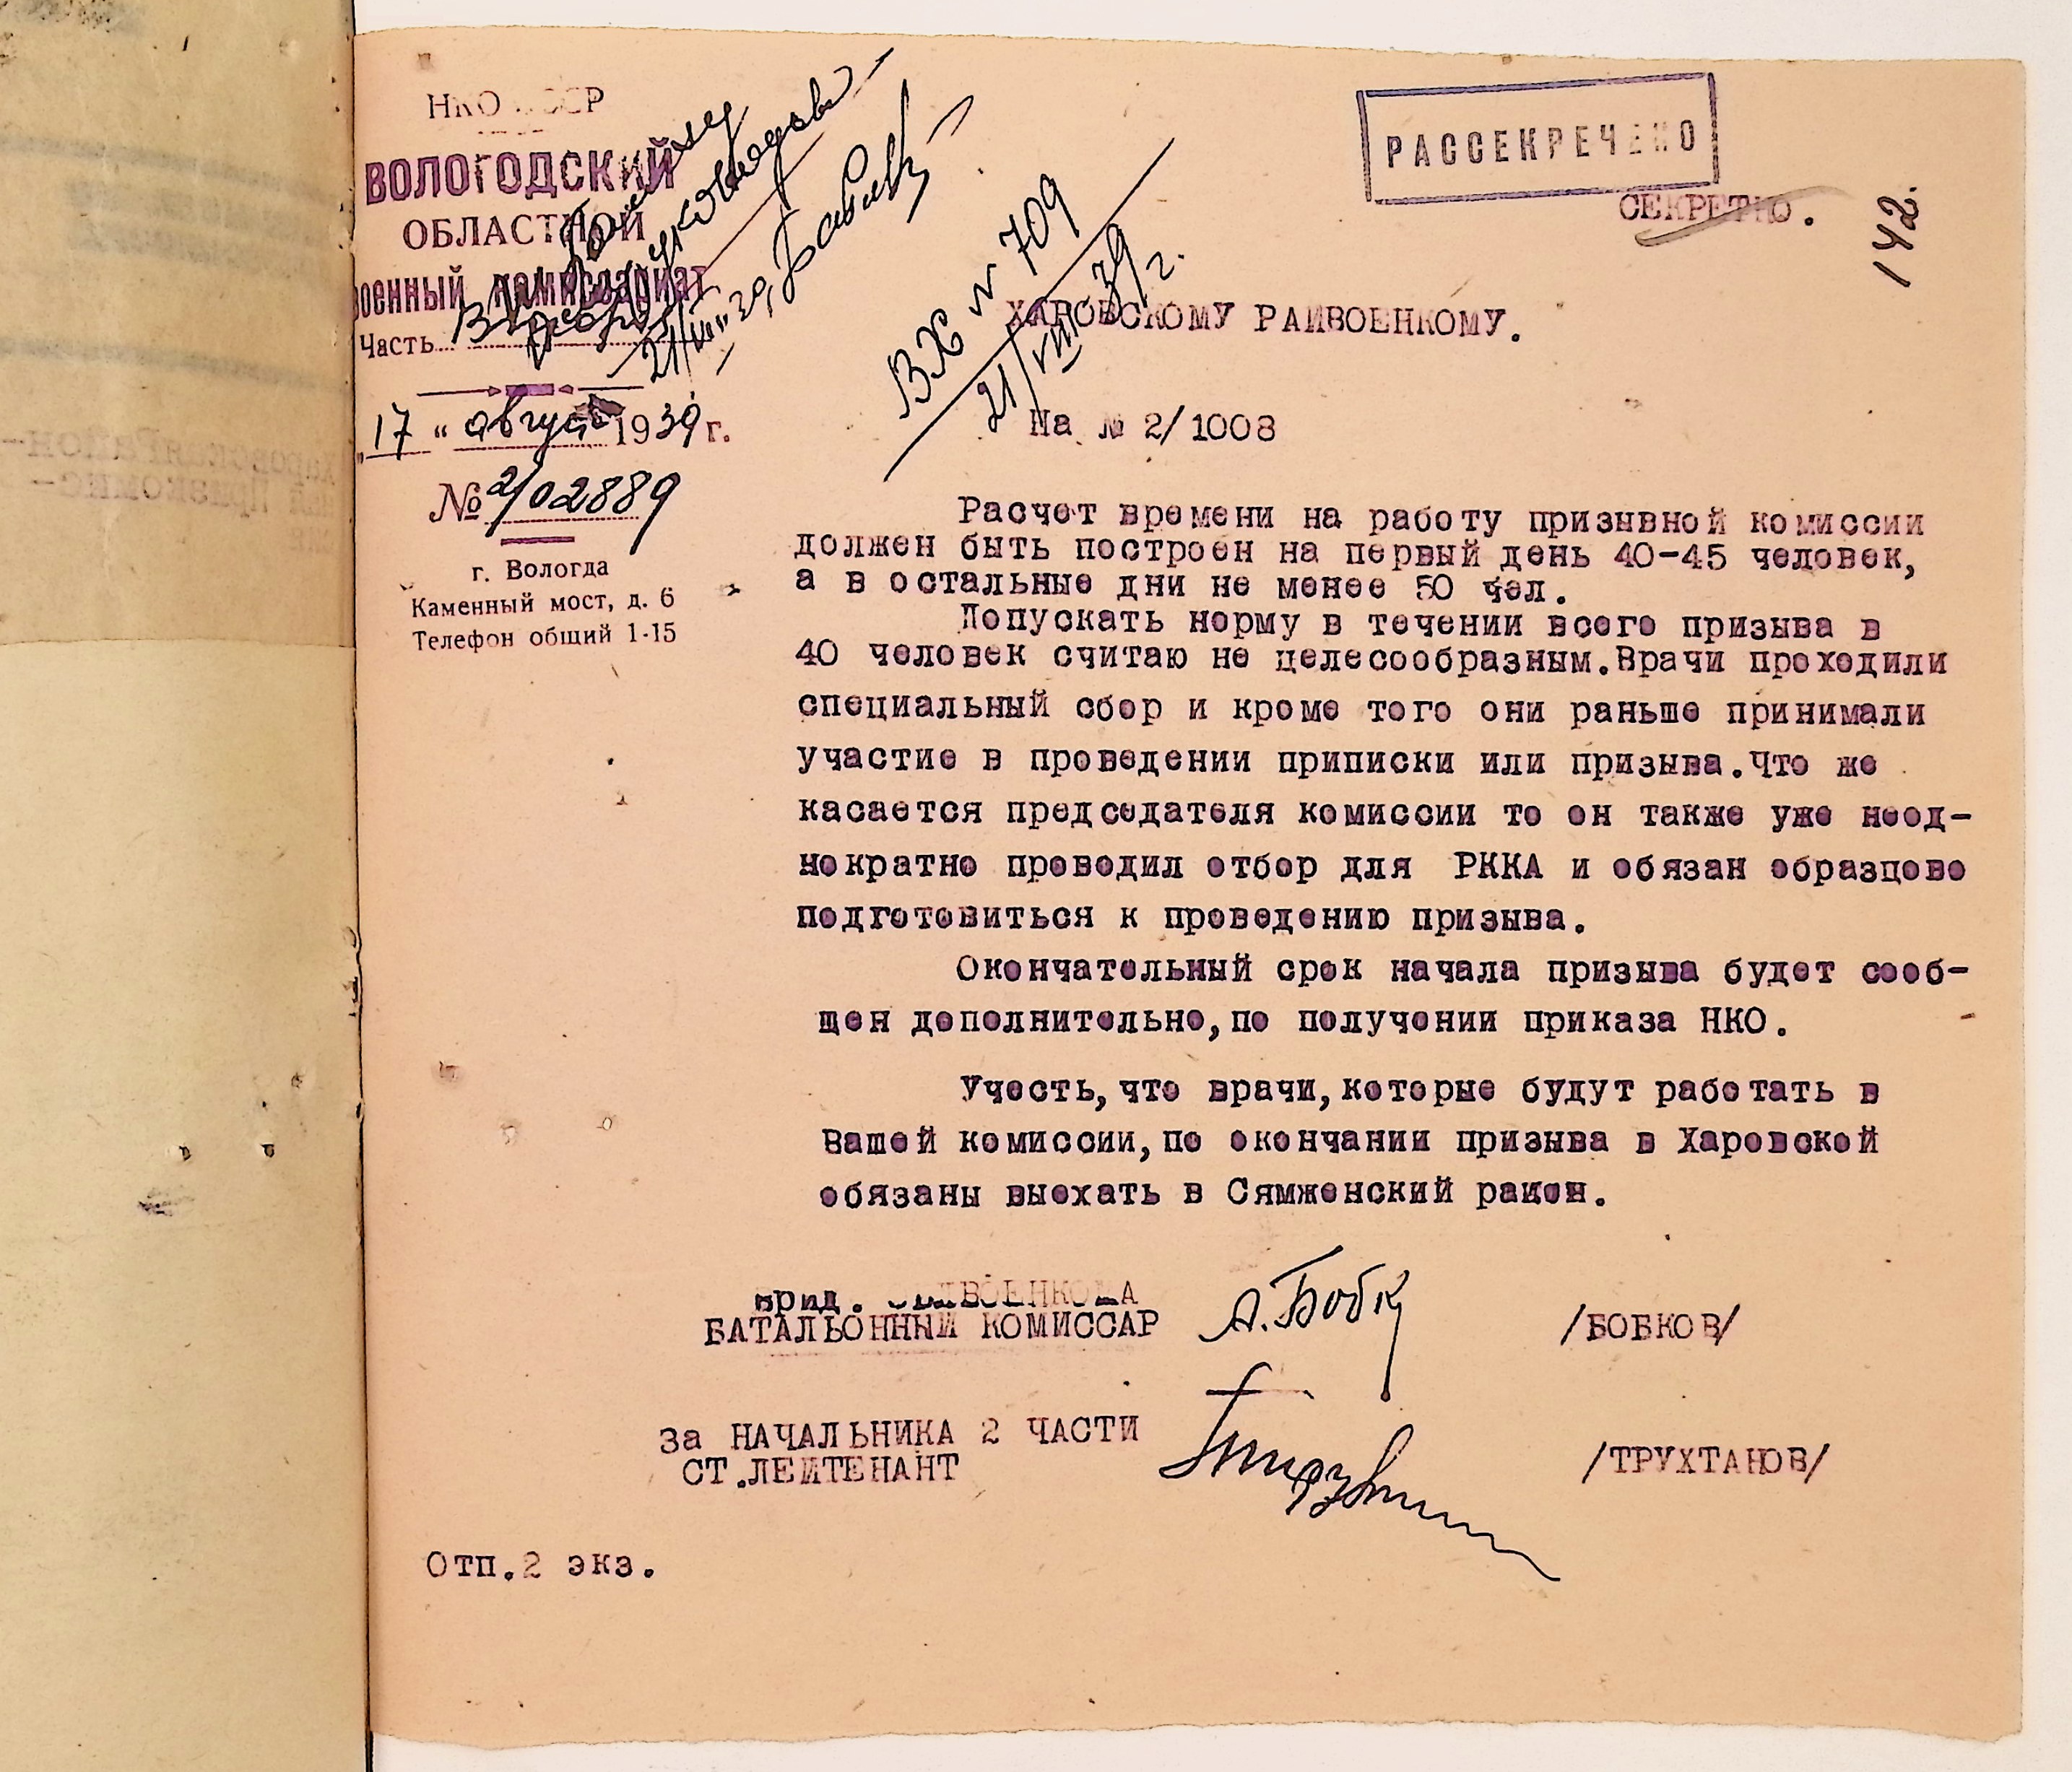 НКО СССР
ВОЛОГОДСКИЙ
ОБЛАСТНОЙ
военный комиссариат
Часть
„17 " август 1939 г.
№ 2/02889
г. Вологда
Каменный мост, д. 6
Телефон общий 1-15
ВХ № 709
21/VIII 39 г.
РАССЕКРЕЧЕНО
СЕКРЕТНО.
142.
ХАРОВСКОМУ РАИВОЕНКОМУ.
На № 2/1008
Расчет времени на работу призывной комиссии
должен быть построен на первый день 40-45 человек,
а в остальные дни не менее 50 чел.
Допускать норму в течении всего призыва в
40 человек считаю не целесообразным.Врачи проходили
специальный сбор и кроме того они раньше принимали
участие в проведении приписки или призыва.Что же
касается председателя комиссии то он также уже неод-
нократно проводил отбор для РККА и обязан образцово
подготовиться к проведению призыва.
Окончательный срок начала призыва будет сооб-
щен дополнительно,по получении приказа НКО.
Учесть,что врачи,которые будут работать в
Вашей комиссии,по окончании призыва в Харовской
обязаны выехать в Сямженский раион.
Врид. ОБЛВОЕНКОМА
БАТАЛЬОННЫЙ КОМИССАР А.Бобк /БОБКОВ/
За НАЧАЛЬНИКА 2 ЧАСТИ
СТ.ЛЕЙТЕНАНТ /ТРУХТАНОВ/
Отп.2 экз.